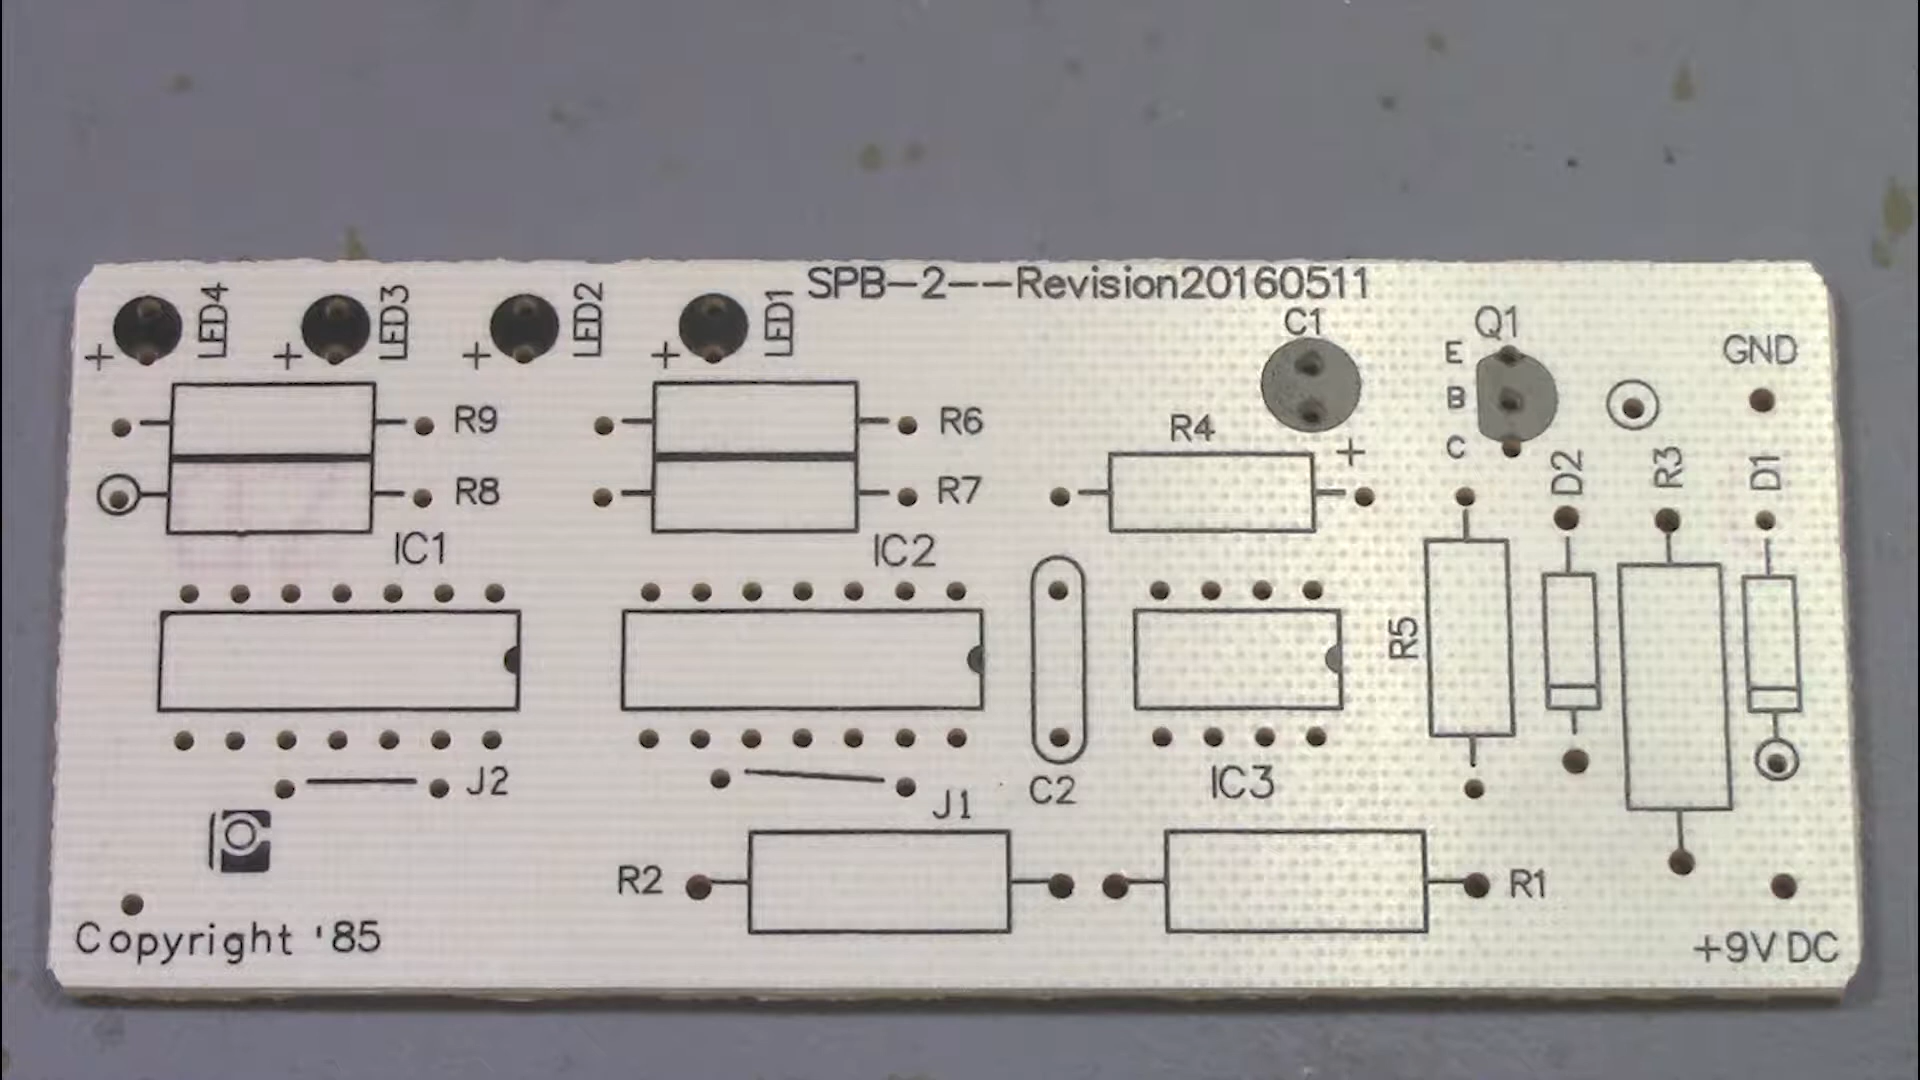 SPB-2--Revision20160511
LED4
LED3
LED2
LED1
C1
Q1
GND
+
+
+
+
E
B
C
R9
R6
R4
+
D2
R3
D1
R8
R7
IC1
IC2
R5
J2
J1
C2
IC3
R2
R1
Copyright '85
+9V DC